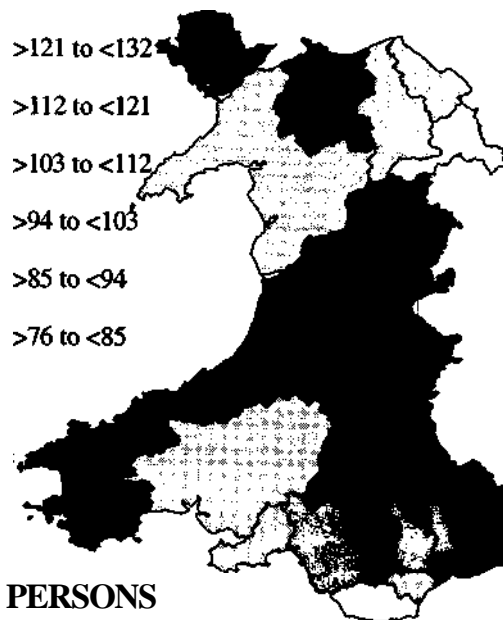 >121 to <132
>112 to <121
>103 to <112
>94 to <103
>85 to <94
>76 to <85
PERSONS